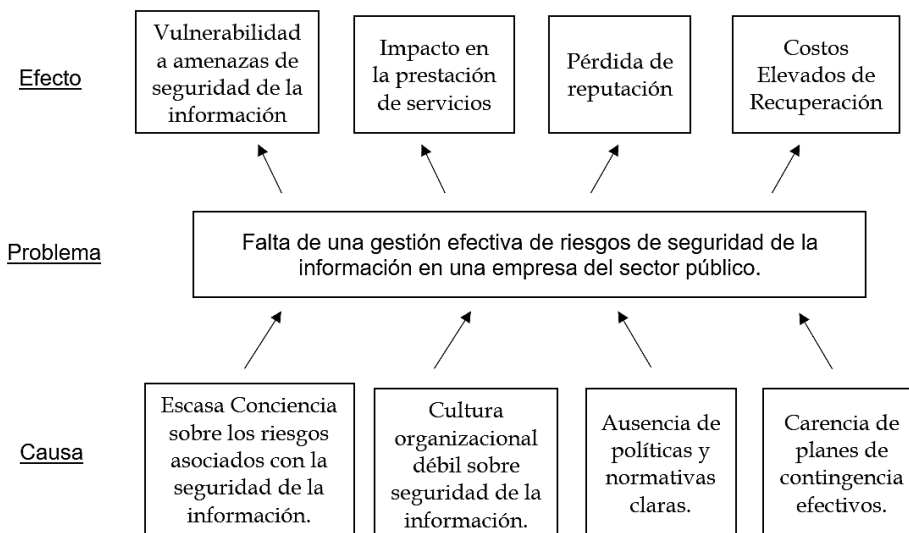 Efecto
Vulnerabilidad
a amenazas de
seguridad de la
información
Impacto en
la prestación
de servicios
Pérdida de
reputación
Costos
Elevados de
Recuperación
Problema
Falta de una gestión efectiva de riesgos de seguridad de la
información en una empresa del sector público.
Causa
Escasa Conciencia
sobre los riesgos
asociados con la
seguridad de la
información.
Cultura
organizacional
débil sobre
seguridad de la
información.
Ausencia de
políticas y
normativas
claras.
Carencia de
planes de
contingencia
efectivos.